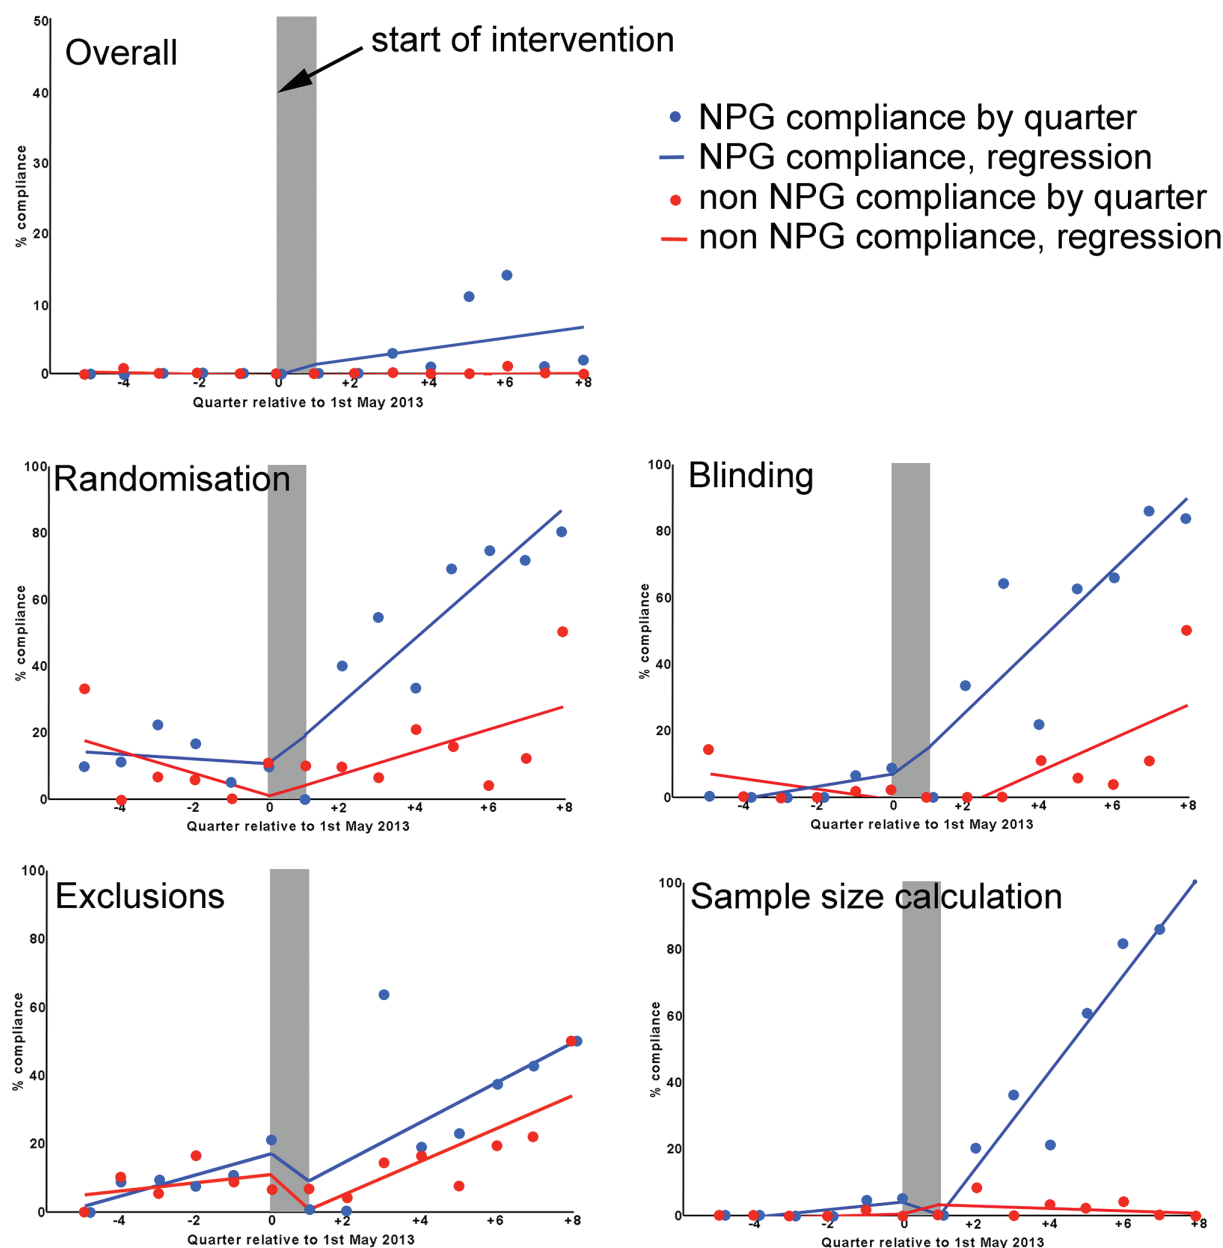 Overall
start of intervention
NPG compliance by quarter
NPG compliance, regression
non NPG compliance by quarter
non NPG compliance, regression
% compliance
50
40
30
20
10
0
-4 -2 0 +2 +4 +6 +8
Quarter relative to 1st May 2013
Randomisation
% compliance
100
80
60
40
20
0
-4 -2 0 +2 +4 +6 +8
Quarter relative to 1st May 2013
Blinding
% compliance
100
80
60
40
20
0
-4 -2 0 +2 +4 +6 +8
Quarter relative to 1st May 2013
Exclusions
% compliance
100
80
60
40
20
0
-4 -2 0 +2 +4 +6 +8
Quarter relative to 1st May 2013
Sample size calculation
% compliance
100
80
60
40
20
0
-4 -2 0 +2 +4 +6 +8
Quarter relative to 1st May 2013